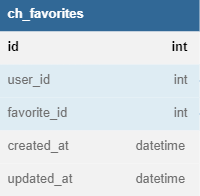 ch_favorites
id int
user_id int
favorite_id int
created_at datetime
updated_at datetime